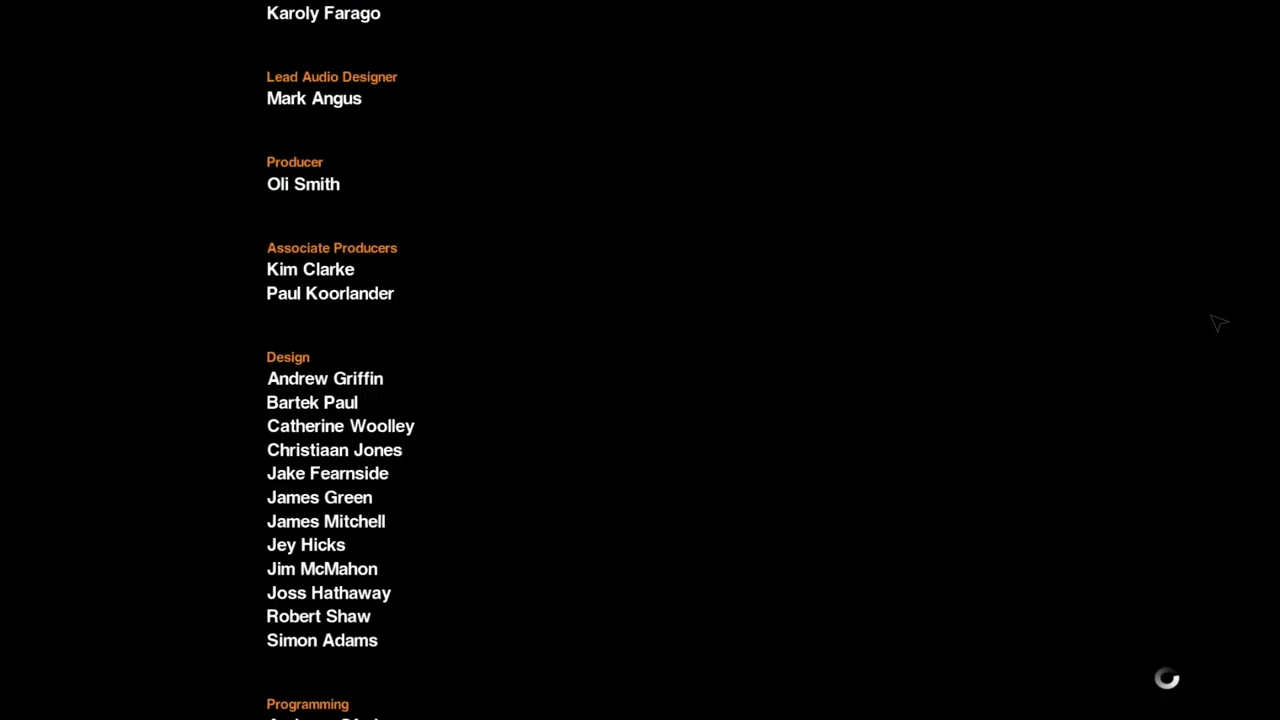 Karoly Farago
Lead Audio Designer
Mark Angus
Producer
Oli Smith
Associate Producers
Kim Clarke
Paul Koorlander
Design
Andrew Griffin
Bartek Paul
Catherine Woolley
Christiaan Jones
Jake Fearnside
James Green
James Mitchell
Jey Hicks
Jim McMahon
Joss Hathaway
Robert Shaw
Simon Adams
Programming